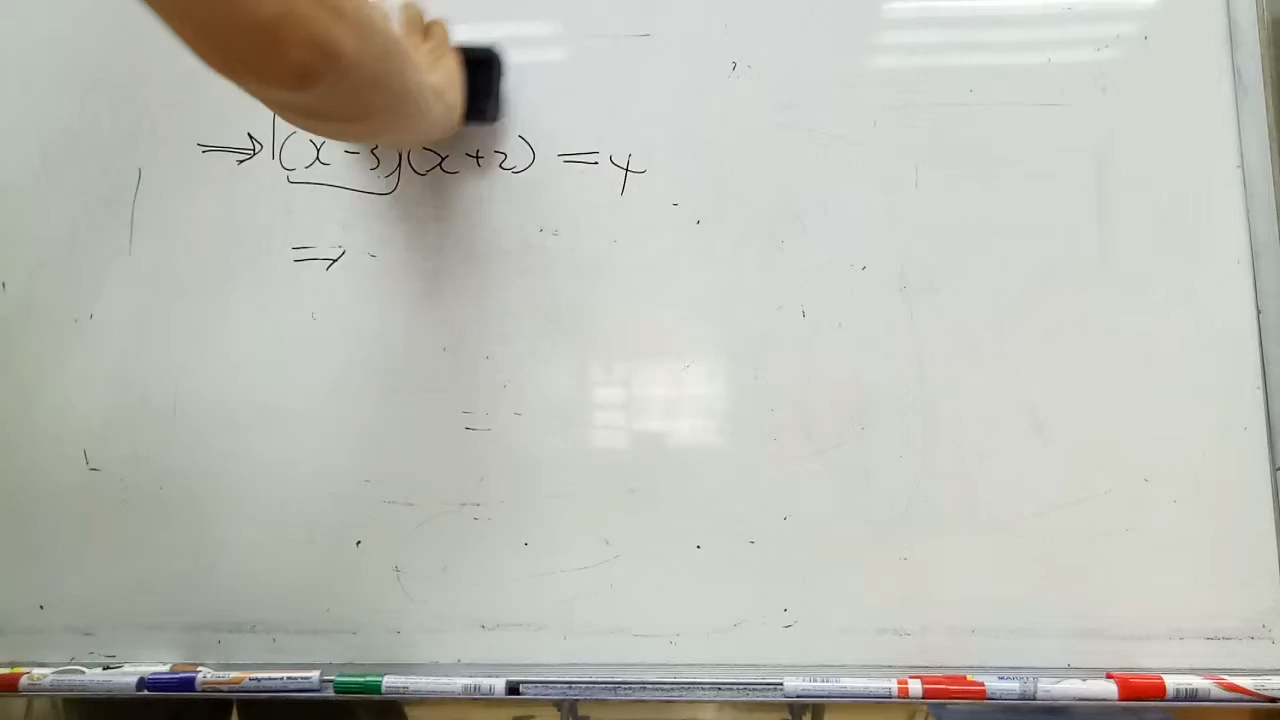 ⇒ |(x-3)(x+2) = 4
⇒
=